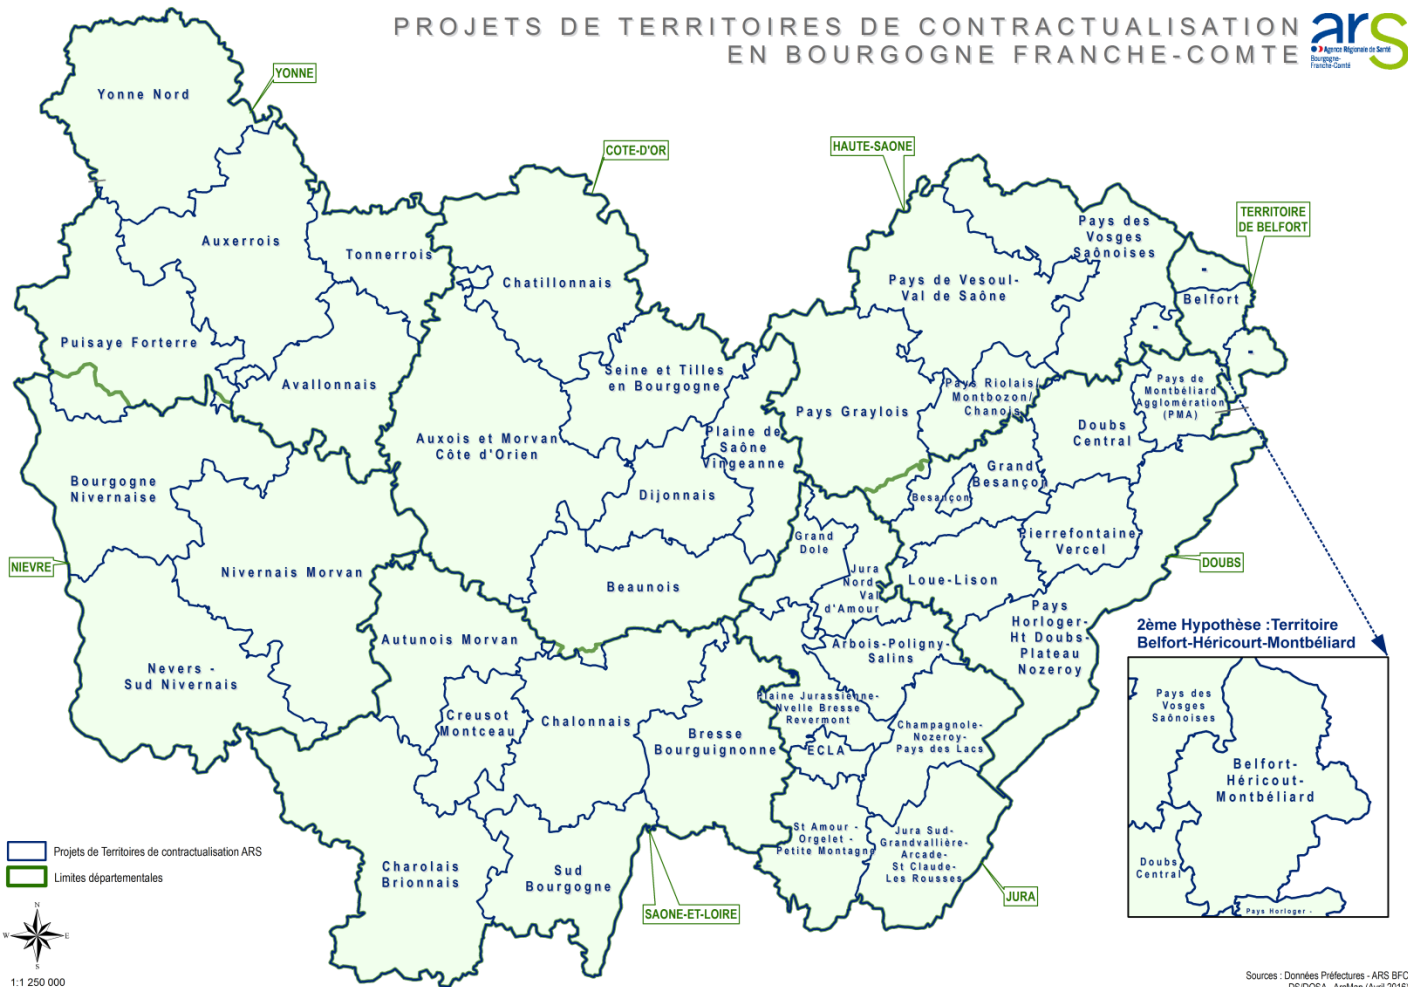 PROJETS DE TERRITOIRES DE CONTRACTUALISATION
EN BOURGOGNE FRANCHE-COMTE
ars
Agence Régionale de Santé
Bourgogne-
Franche-Comté
YONNE
Yonne Nord
COTE-D'OR
HAUTE-SAONE
TERRITOIRE
DE BELFORT
Auxerrois
Tonnerrois
Chatillonnais
Pays des
Vosges
Saônoises
Pays de Vesoul-
Val de Saône
Belfort
Puisaye Forterre
Avallonnais
Seine et Tilles
en Bourgogne
Pays Graylois
Pays Riolais/
Montbozon/
Chanois
Pays de
Montbéliard
Agglomération
(PMA)
Doubs
Central
Auxois et Morvan
Côte d'Orien
Plaine de
Saône
Vingeanne
Bourgogne
Nivernaise
Dijonnais
Grand
Besançon
Besançon
Grand
Dole
Pierrefontaine
Vercel
NIEVRE
Nivernais Morvan
Beaunois
Jura
Nord
Val
d'Amour
Loue-Lison
DOUBS
Pays
Horloger-
Ht Doubs-
Plateau
Nozeroy
Autunois Morvan
Arbois-Poligny-
Salins
Nevers -
Sud Nivernais
Creusot
Montceau
Chalonnais
Bresse
Bourguignonne
Plaine Jurassienne-
Nvelle Bresse
Revermont
ECLA
Champagnole-
Nozeroy-
Pays des Lacs
2ème Hypothèse :Territoire
Belfort-Héricourt-Montbéliard
Pays des
Vosges
Saônoises
Belfort-
Héricout-
Montbéliard
Doubs
Central
Pays Horloger -
Charolais
Brionnais
Sud
Bourgogne
St Amour -
Orgelet -
Petite Montagne
Jura Sud-
Grandvallière-
Arcade-
St Claude-
Les Rousses
SAONE-ET-LOIRE
JURA
Projets de Territoires de contractualisation ARS
Limites départementales
N
W
E
S
1:1 250 000
Sources : Données Préfectures - ARS BFC
DS/DOSA - ArcMap (Avril 2016)